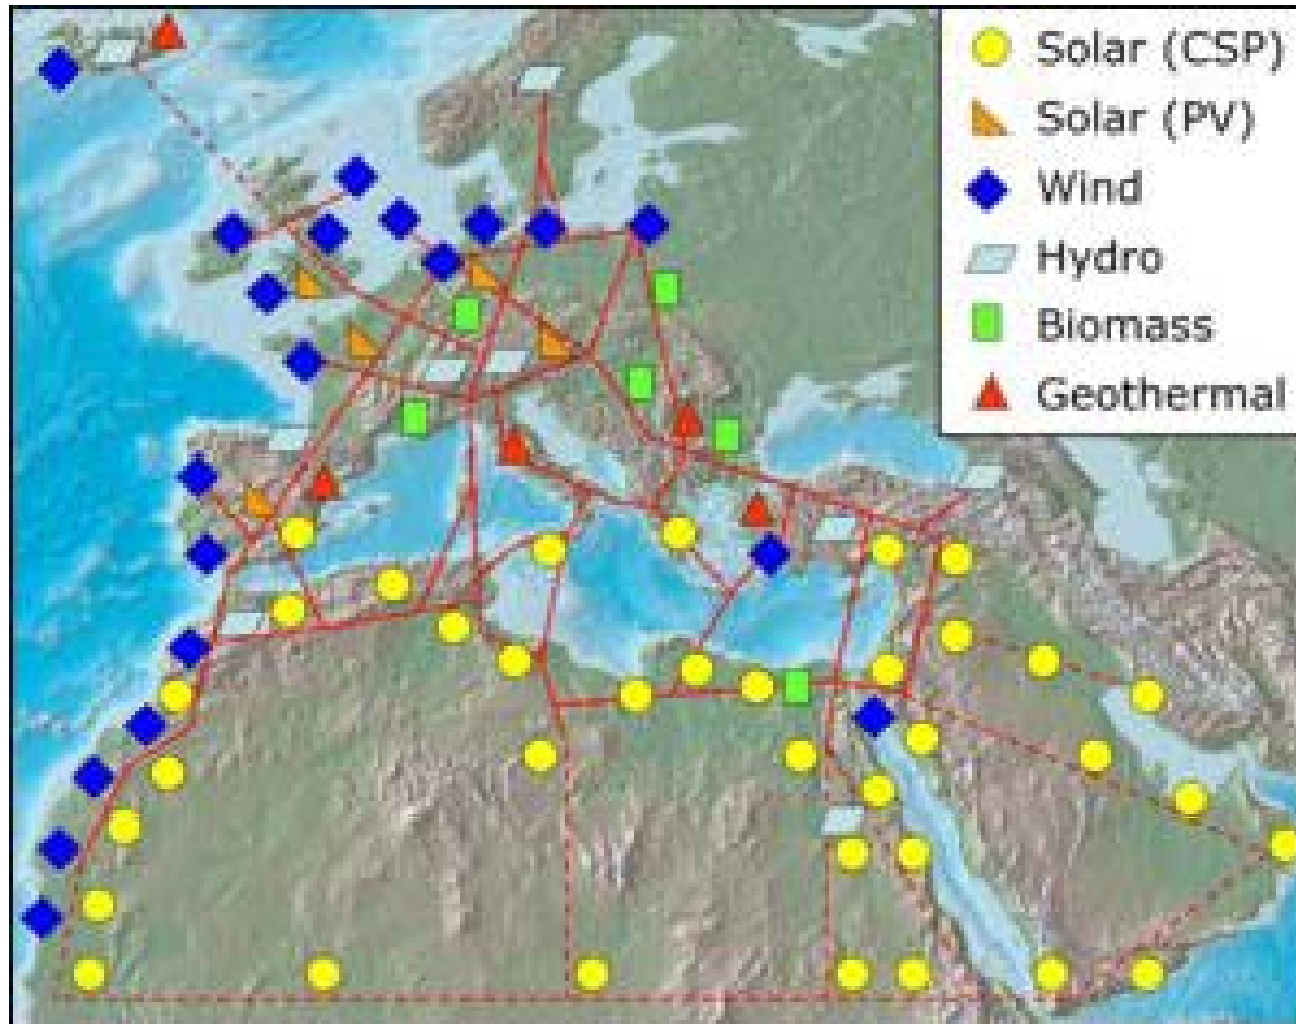 Solar (CSP)
Solar (PV)
Wind
Hydro
Biomass
Geothermal